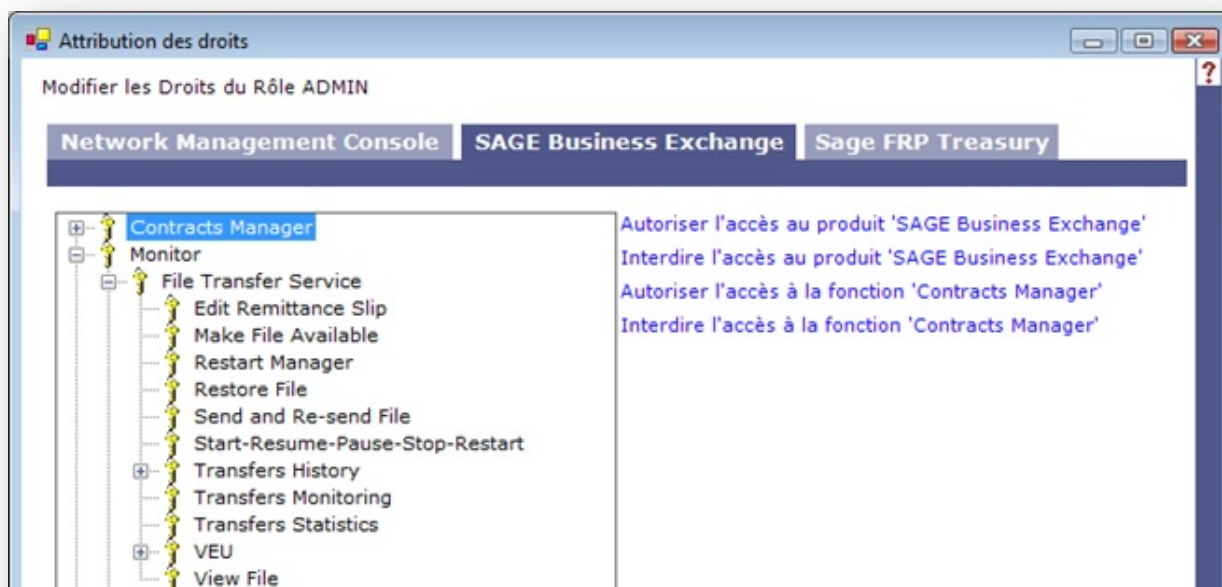 Attribution des droits
?
Modifier les Droits du Rôle ADMIN
Network Management Console SAGE Business Exchange Sage FRP Treasury
Contracts Manager
Monitor
File Transfer Service
Edit Remittance Slip
Make File Available
Restart Manager
Restore File
Send and Re-send File
Start-Resume-Pause-Stop-Restart
Transfers History
Transfers Monitoring
Transfers Statistics
VEU
View File
Autoriser l'accès au produit 'SAGE Business Exchange'
Interdire l'accès au produit 'SAGE Business Exchange'
Autoriser l'accès à la fonction 'Contracts Manager'
Interdire l'accès à la fonction 'Contracts Manager'